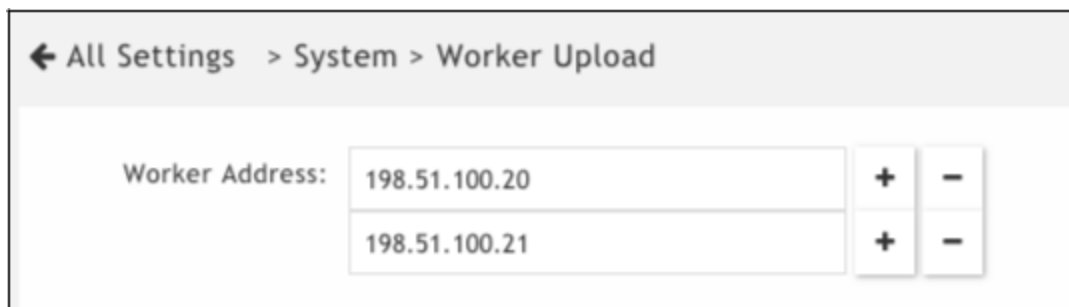 ← All Settings > System > Worker Upload
Worker Address: 198.51.100.20 + −
198.51.100.21 + −